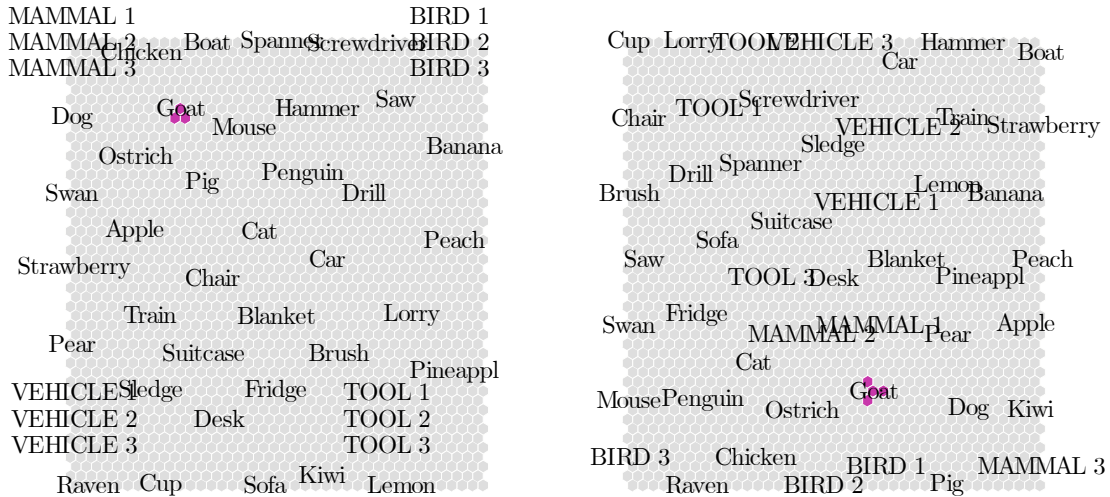 MAMMAL 1
BIRD 1
MAMMAL 2
Chicken
Boat
Spanner
Screwdriver
BIRD 2
MAMMAL 3
BIRD 3
Dog
Goat
Hammer
Saw
Mouse
Banana
Ostrich
Pig
Penguin
Drill
Swan
Apple
Cat
Peach
Strawberry
Chair
Car
Train
Blanket
Lorry
Pear
Suitcase
Brush
Pineappl
VEHICLE 1
Sledge
Fridge
TOOL 1
VEHICLE 2
Desk
TOOL 2
VEHICLE 3
TOOL 3
Raven
Cup
Sofa
Kiwi
Lemon
Cup
Lorry
TOOL 2
VEHICLE 3
Hammer
Car
Boat
Chair
TOOL 1
Screwdriver
VEHICLE 2
Train
Strawberry
Sledge
Drill
Spanner
Brush
Lemon
Banana
VEHICLE 1
Suitcase
Sofa
Saw
Blanket
Peach
TOOL 3
Desk
Pineappl
Swan
Fridge
MAMMAL 1
MAMMAL 2
Pear
Apple
Cat
Goat
Mouse
Penguin
Ostrich
Dog
Kiwi
BIRD 3
Chicken
BIRD 1
MAMMAL 3
Raven
BIRD 2
Pig